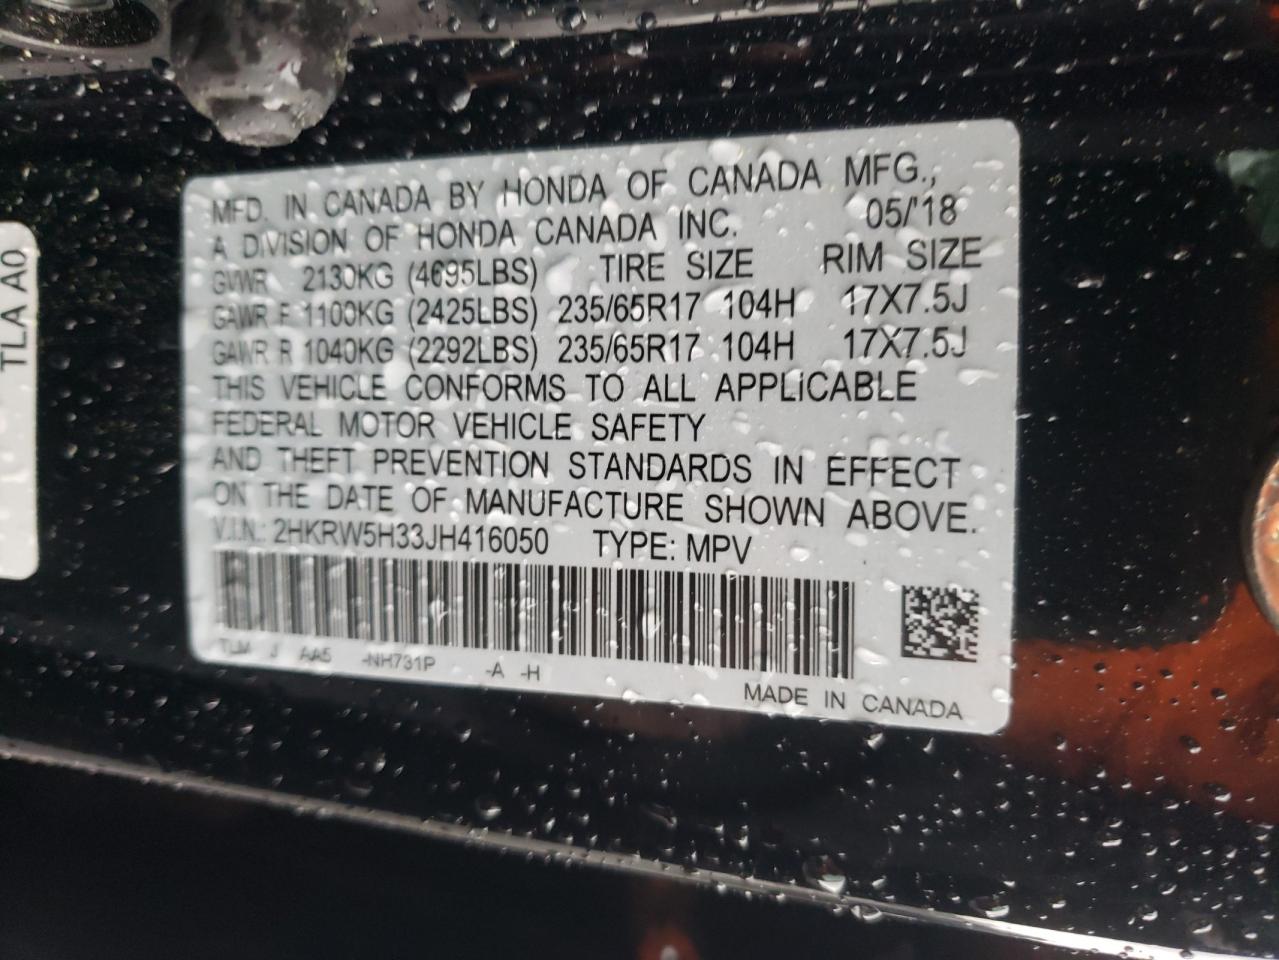 MFD. IN CANADA BY HONDA OF CANADA MFG.,
A DIVISION OF HONDA CANADA INC. 05/'18
GVWR 2130KG (4695LBS) TIRE SIZE RIM SIZE
GAWR F 1100KG (2425LBS) 235/65R17 104H 17X7.5J
GAWR R 1040KG (2292LBS) 235/65R17 104H 17X7.5J
THIS VEHICLE CONFORMS TO ALL APPLICABLE
FEDERAL MOTOR VEHICLE SAFETY
AND THEFT PREVENTION STANDARDS IN EFFECT
ON THE DATE OF MANUFACTURE SHOWN ABOVE.
V.I.N.: 2HKRW5H33JH416050 TYPE: MPV
TLM J AA5 -NH731P -A -H
MADE IN CANADA
TLA A0